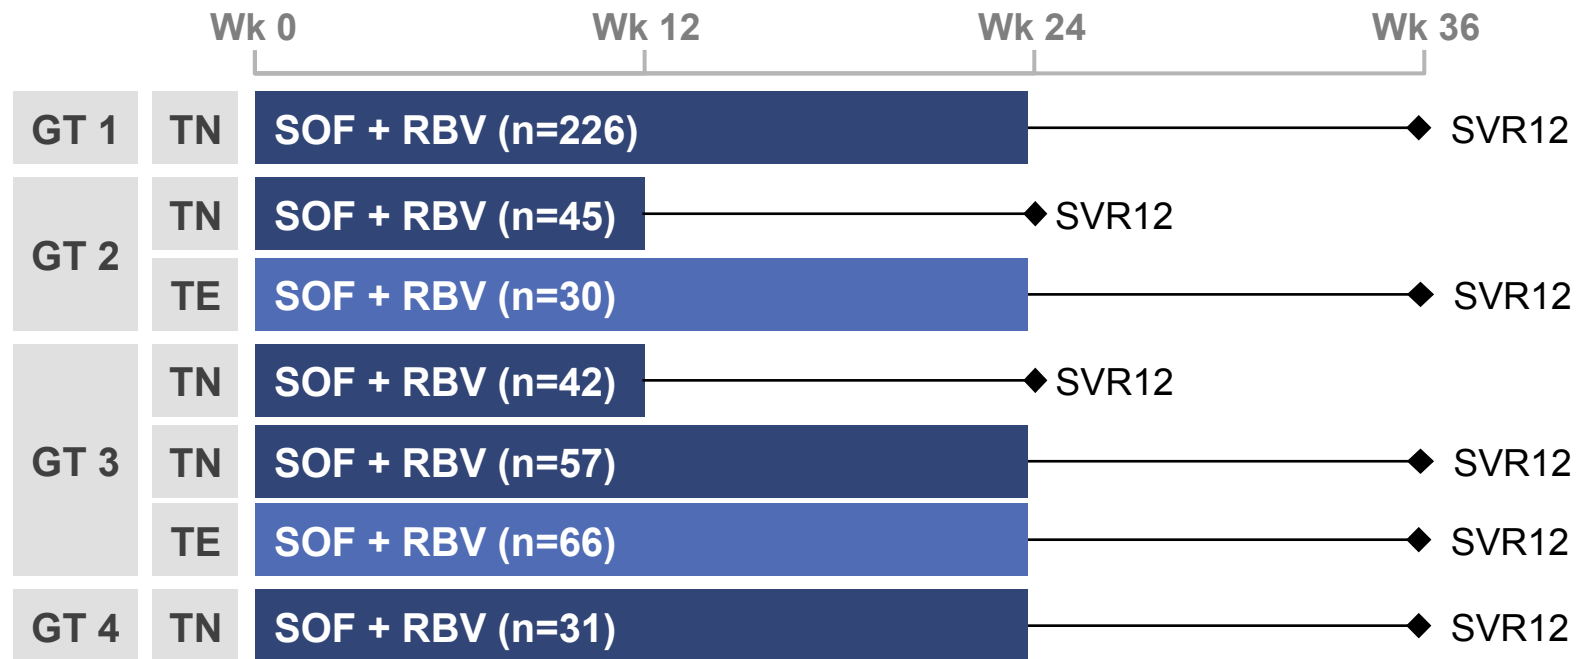 Wk 0 Wk 12 Wk 24 Wk 36
GT 1 TN SOF + RBV (n=226) SVR12
GT 2 TN SOF + RBV (n=45) SVR12
TE SOF + RBV (n=30) SVR12
GT 3 TN SOF + RBV (n=42) SVR12
TN SOF + RBV (n=57) SVR12
TE SOF + RBV (n=66) SVR12
GT 4 TN SOF + RBV (n=31) SVR12